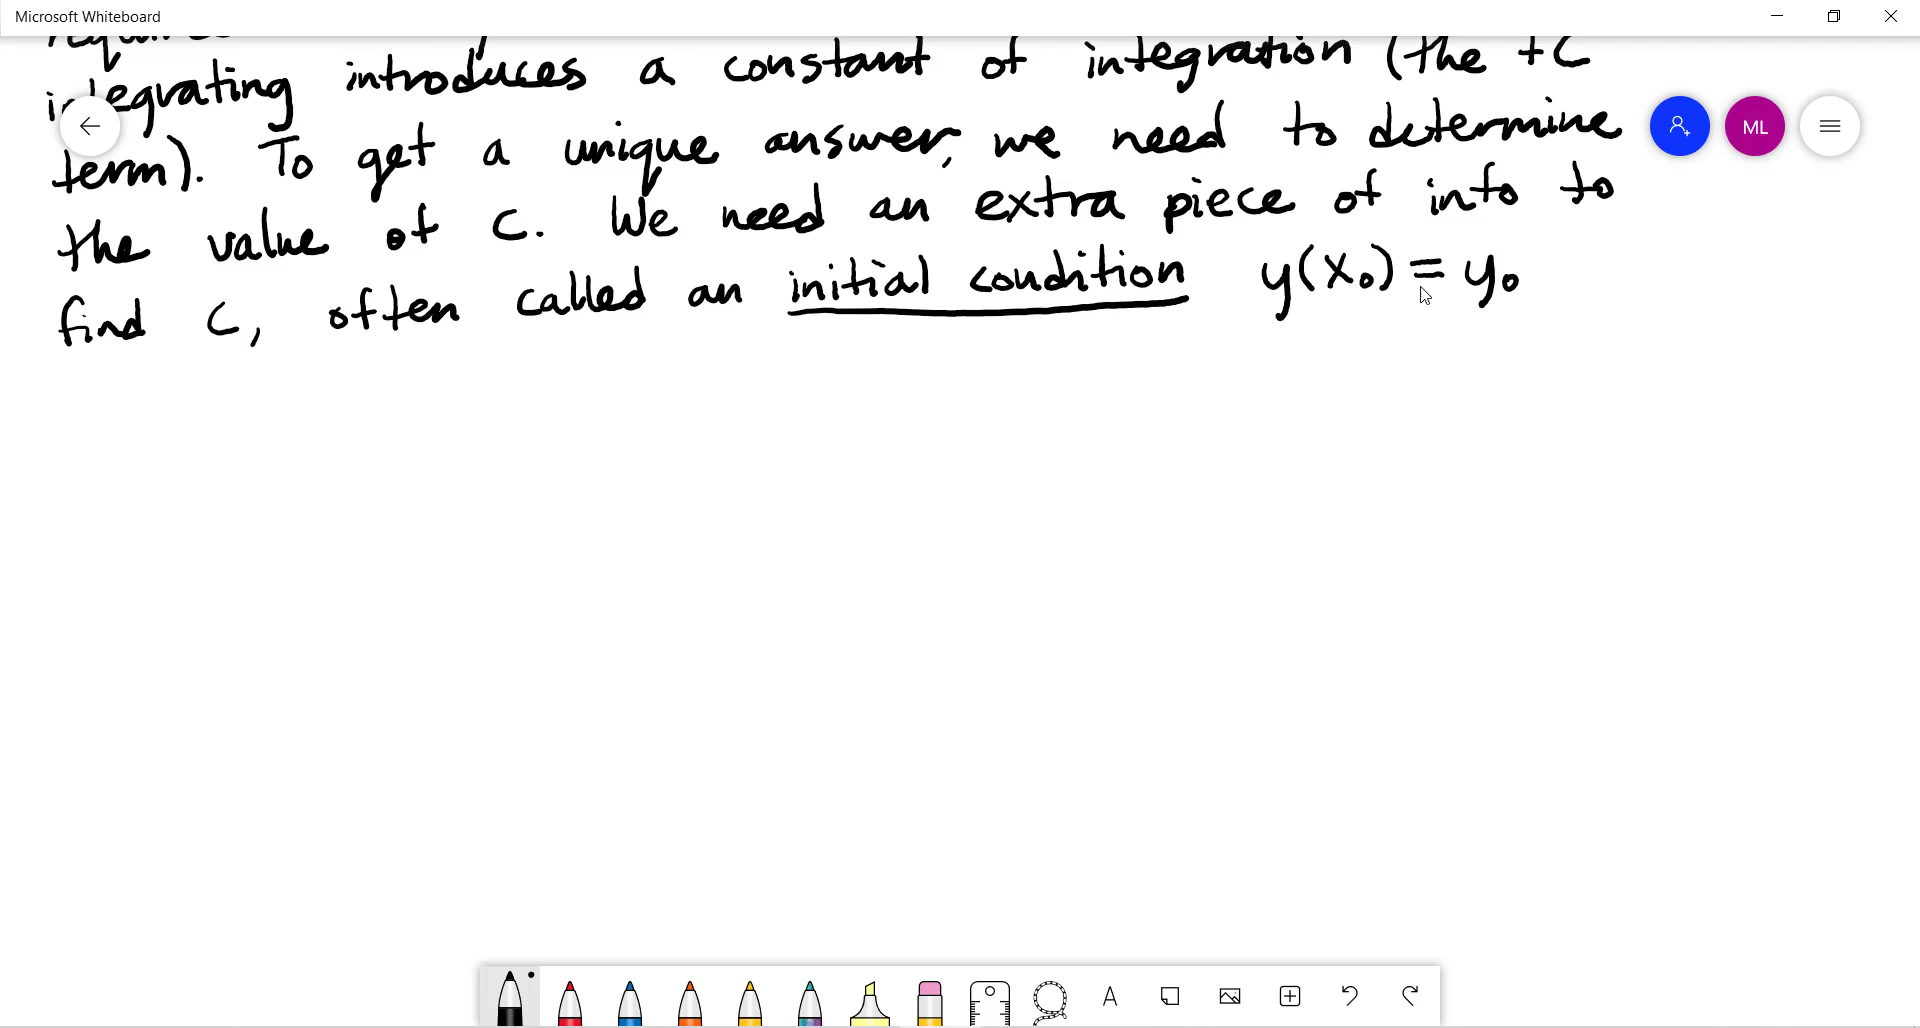 Microsoft Whiteboard
integrating introduces a constant of integration (the +C
term). To get a unique answer, we need to determine
ML
the value of C. We need an extra piece of info to
find C, often called an initial condition y(x₀) = y₀
A